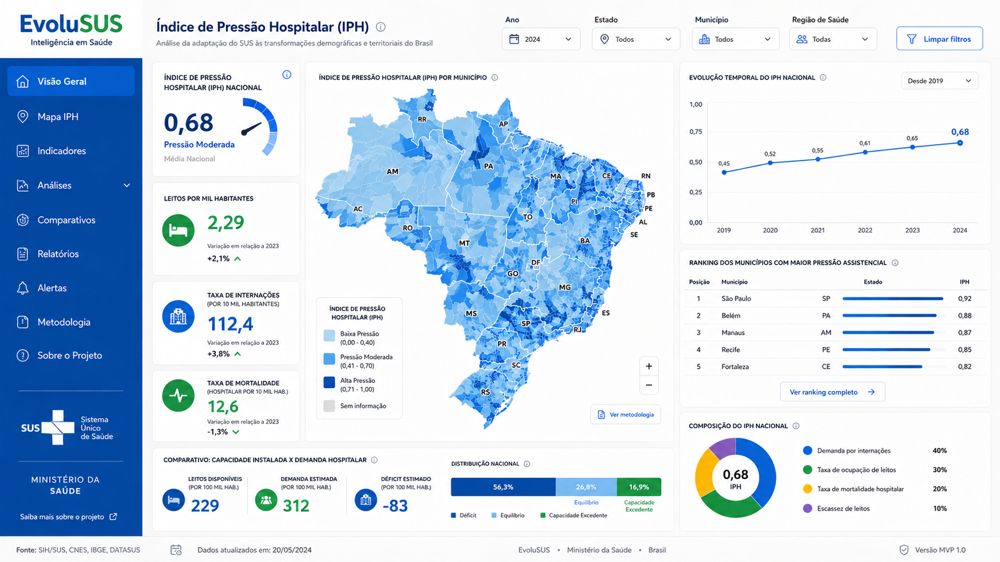 EvoluSUS
Inteligência em Saúde
Visão Geral
Mapa IPH
Indicadores
Análises
Comparativos
Relatórios
Alertas
Metodologia
Sobre o Projeto
SUS
Sistema
Único
de Saúde
MINISTÉRIO DA
SAÚDE
Saiba mais sobre o projeto
Índice de Pressão Hospitalar (IPH)
Análise da adaptação do SUS às transformações demográficas e territoriais do Brasil
Ano
2024
Estado
Todos
Município
Todos
Região de Saúde
Todas
Limpar filtros
ÍNDICE DE PRESSÃO
HOSPITALAR (IPH) NACIONAL
0,68
Pressão Moderada
Média Nacional
LEITOS POR MIL HABITANTES
2,29
Variação em relação a 2023
+2,1%
TAXA DE INTERNAÇÕES
(POR 10 MIL HABITANTES)
112,4
Variação em relação a 2023
+3,8%
TAXA DE MORTALIDADE
(HOSPITALAR POR 10 MIL HAB.)
12,6
Variação em relação a 2023
-1,3%
ÍNDICE DE PRESSÃO HOSPITALAR (IPH) POR MUNICÍPIO
RR
AP
AM
PA
MA
CE
RN
PB
PE
AL
SE
PI
AC
RO
TO
MT
BA
DF
GO
MG
ES
MS
SP
RJ
PR
SC
RS
ÍNDICE DE PRESSÃO
HOSPITALAR (IPH)
Baixa Pressão
(0,00 - 0,40)
Pressão Moderada
(0,41 - 0,70)
Alta Pressão
(0,71 - 1,00)
Sem informação
+
−
Ver metodologia
EVOLUÇÃO TEMPORAL DO IPH NACIONAL
Desde 2019
1,00
0,75
0,50
0,25
0,00
0,45
0,52
0,55
0,61
0,65
0,68
2019 2020 2021 2022 2023 2024
RANKING DOS MUNICÍPIOS COM MAIOR PRESSÃO ASSISTENCIAL
Posição Município Estado IPH
1 São Paulo SP 0,92
2 Belém PA 0,88
3 Manaus AM 0,87
4 Recife PE 0,85
5 Fortaleza CE 0,82
Ver ranking completo
COMPARATIVO: CAPACIDADE INSTALADA X DEMANDA HOSPITALAR
LEITOS DISPONÍVEIS
(POR 100 MIL HAB.)
229
DEMANDA ESTIMADA
(POR 100 MIL HAB.)
312
DÉFICIT ESTIMADO
(POR 100 MIL HAB.)
-83
DISTRIBUIÇÃO NACIONAL
56,3% 26,8% 16,9%
Equilíbrio
Capacidade
Excedente
Déficit Equilíbrio Capacidade Excedente
COMPOSIÇÃO DO IPH NACIONAL
0,68
IPH
Demanda por internações 40%
Taxa de ocupação de leitos 30%
Taxa de mortalidade hospitalar 20%
Escassez de leitos 10%
Fonte: SIH/SUS, CNES, IBGE, DATASUS
Dados atualizados em: 20/05/2024
EvoluSUS • Ministério da Saúde • Brasil
Versão MVP 1.0